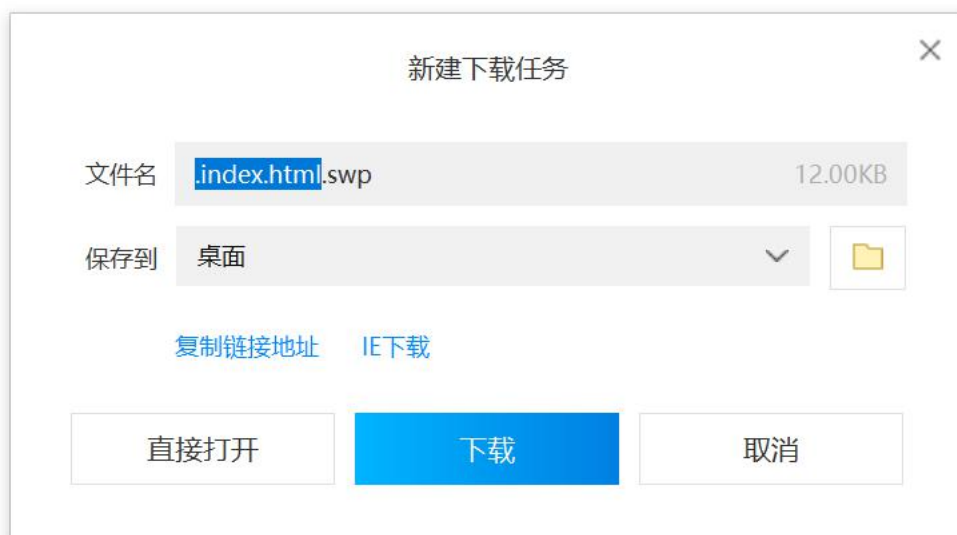 新建下载任务
文件名 .index.html.swp 12.00KB
保存到 桌面
复制链接地址 IE下载
直接打开 下载 取消